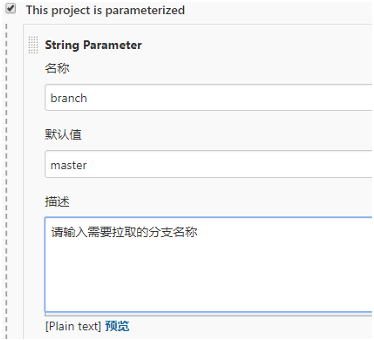 This project is parameterized
String Parameter
名称
branch
默认值
master
描述
请输入需要拉取的分支名称
[Plain text] 预览